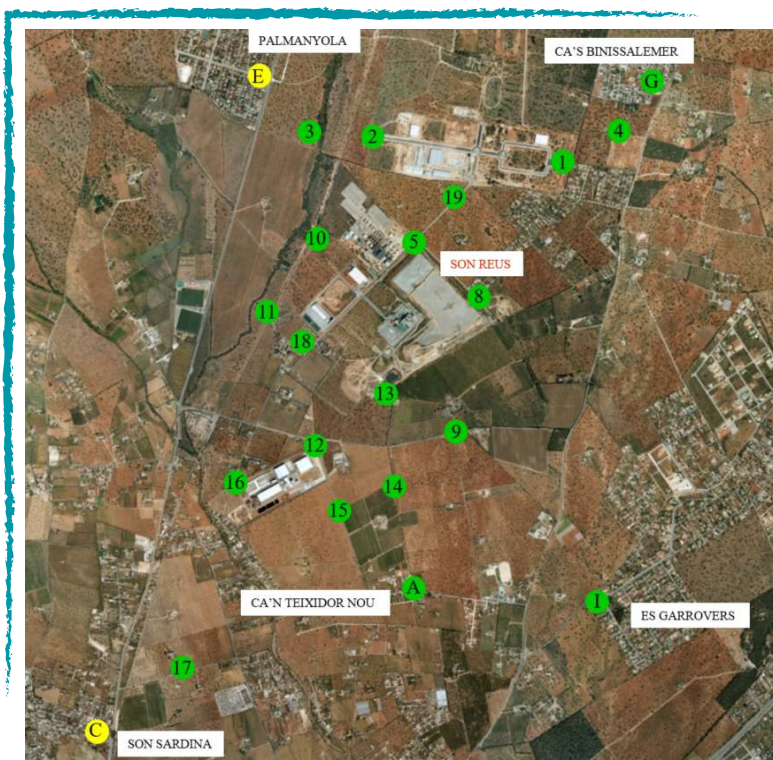 PALMANYOLA
CA'S BINISSALEMER
E
G
3
2
4
1
19
10
5
SON REUS
8
11
18
13
9
12
16
14
15
A
I
CA'N TEIXIDOR NOU
ES GARROVERS
17
C
SON SARDINA